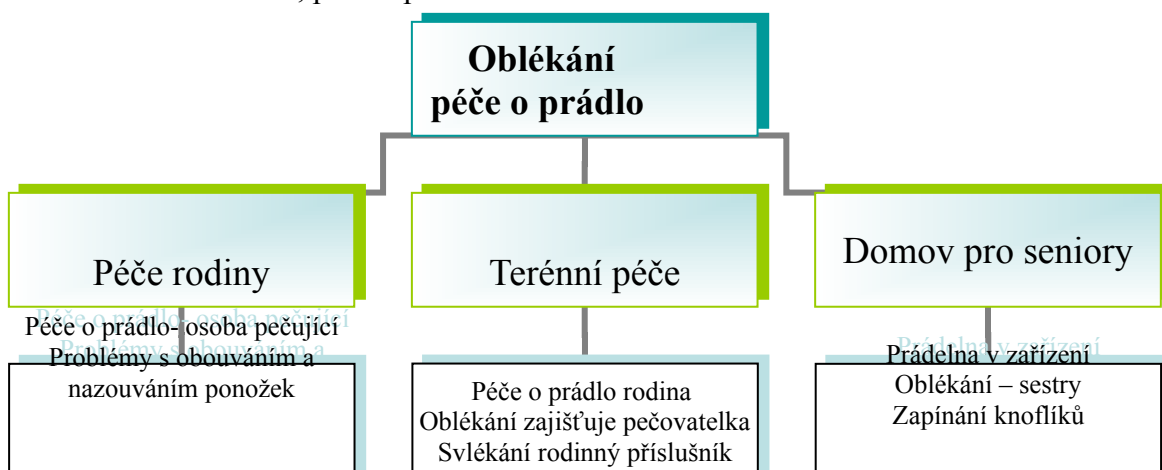 Oblékání
péče o prádlo
Péče rodiny
Terénní péče
Domov pro seniory
Péče o prádlo- osoba pečující
Problémy s obouváním a
nazouváním ponožek
Péče o prádlo rodina
Oblékání zajišťuje pečovatelka
Svlékání rodinný příslušník
Prádelna v zařízení
Oblékání – sestry
Zapínání knoflíků